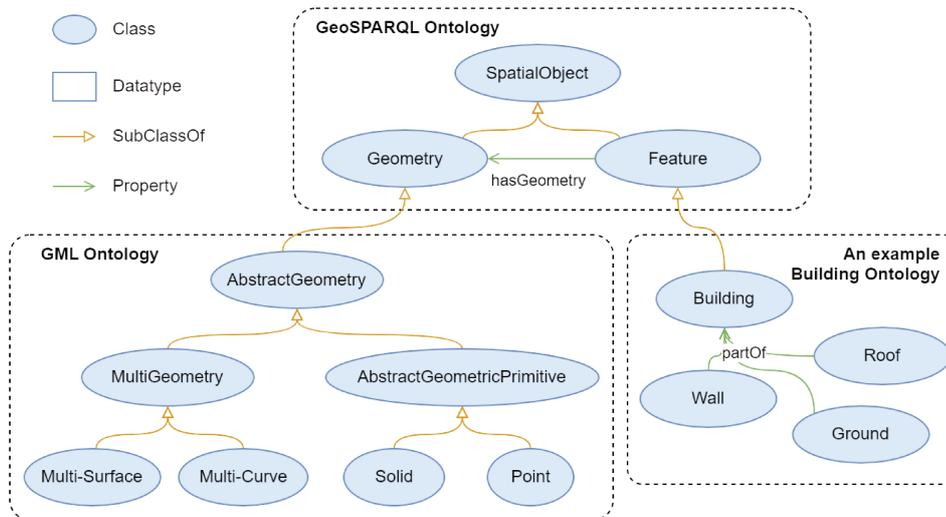 Class
Datatype
SubClassOf
Property
GeoSPARQL Ontology
SpatialObject
Geometry
Feature
hasGeometry
GML Ontology
AbstractGeometry
MultiGeometry
AbstractGeometricPrimitive
Multi-Surface
Multi-Curve
Solid
Point
An example
Building Ontology
Building
partOf
Roof
Wall
Ground